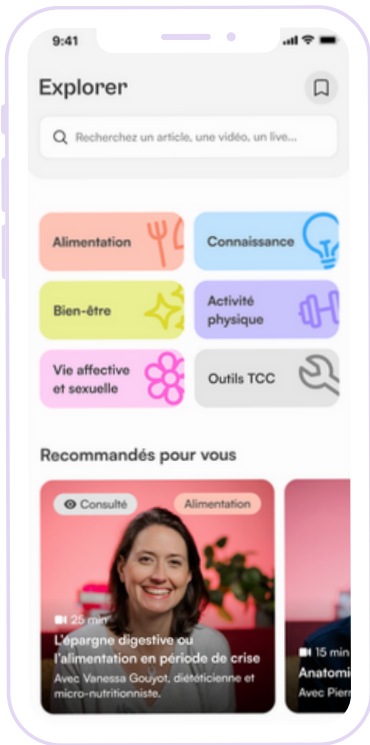 9:41
Explorer
Recherchez un article, une vidéo, un live...
Alimentation
Connaissance
Bien-être
Activité
physique
Vie affective
et sexuelle
Outils TCC
Recommandés pour vous
Consulté
Alimentation
25 min
L'épargne digestive ou
l'alimentation en période de crise
Avec Vanessa Gouyot, diététicienne et
micro-nutritionniste.
15 min
Anatomi
Avec Pierr